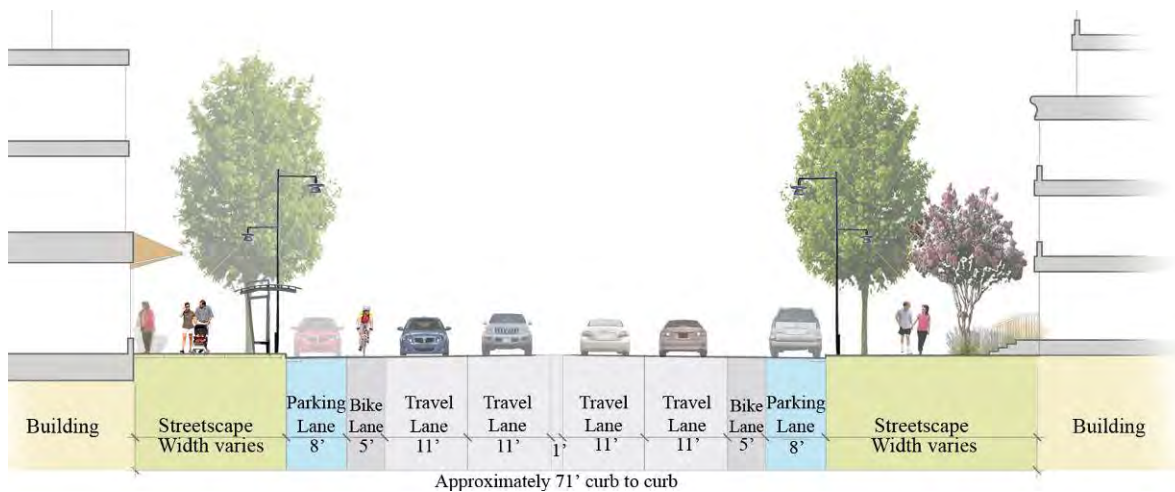 Building
Streetscape
Width varies
Parking
Lane
8'
Bike
Lane
5'
Travel
Lane
11'
Travel
Lane
11'
1'
Travel
Lane
11'
Travel
Lane
11'
Bike
Lane
5'
Parking
Lane
8'
Streetscape
Width varies
Building
Approximately 71' curb to curb